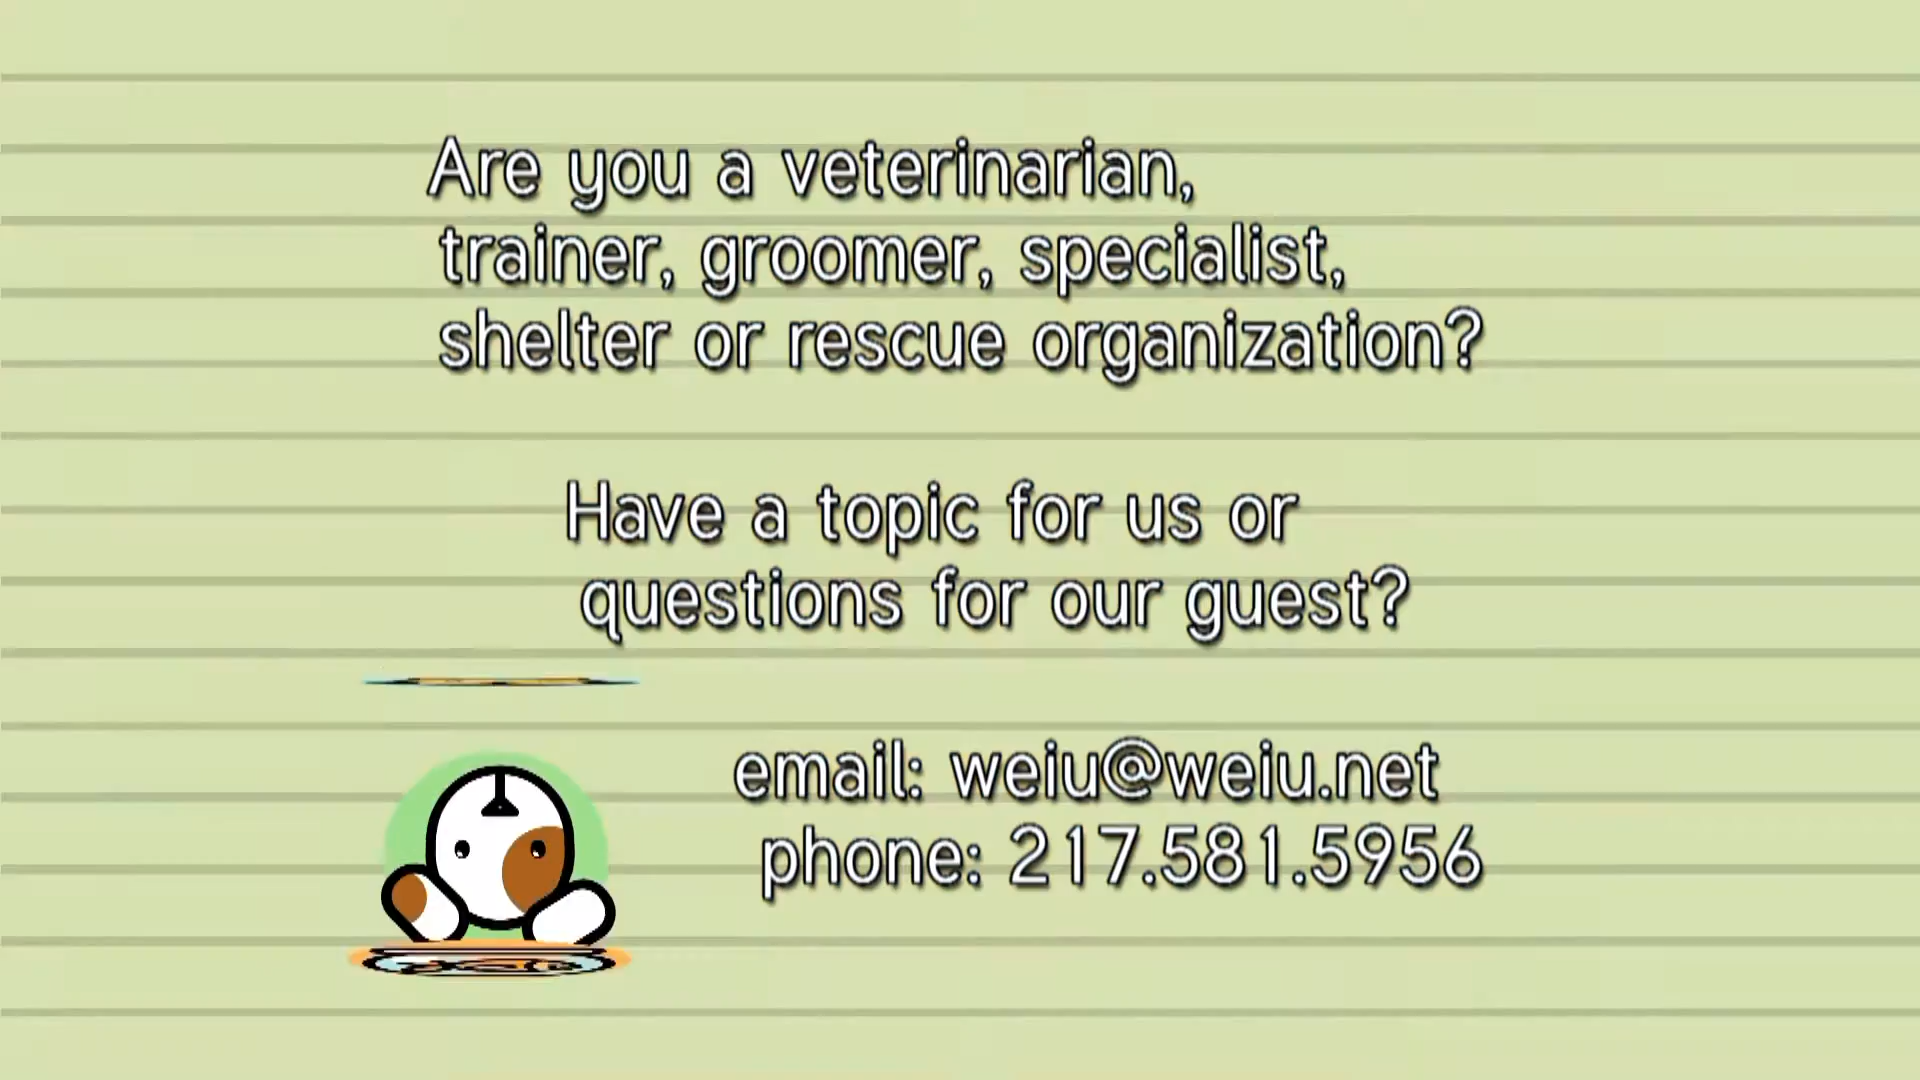 Are you a veterinarian,
trainer, groomer, specialist,
shelter or rescue organization?
Have a topic for us or
questions for our guest?
email: weiu@weiu.net
phone: 217.581.5956